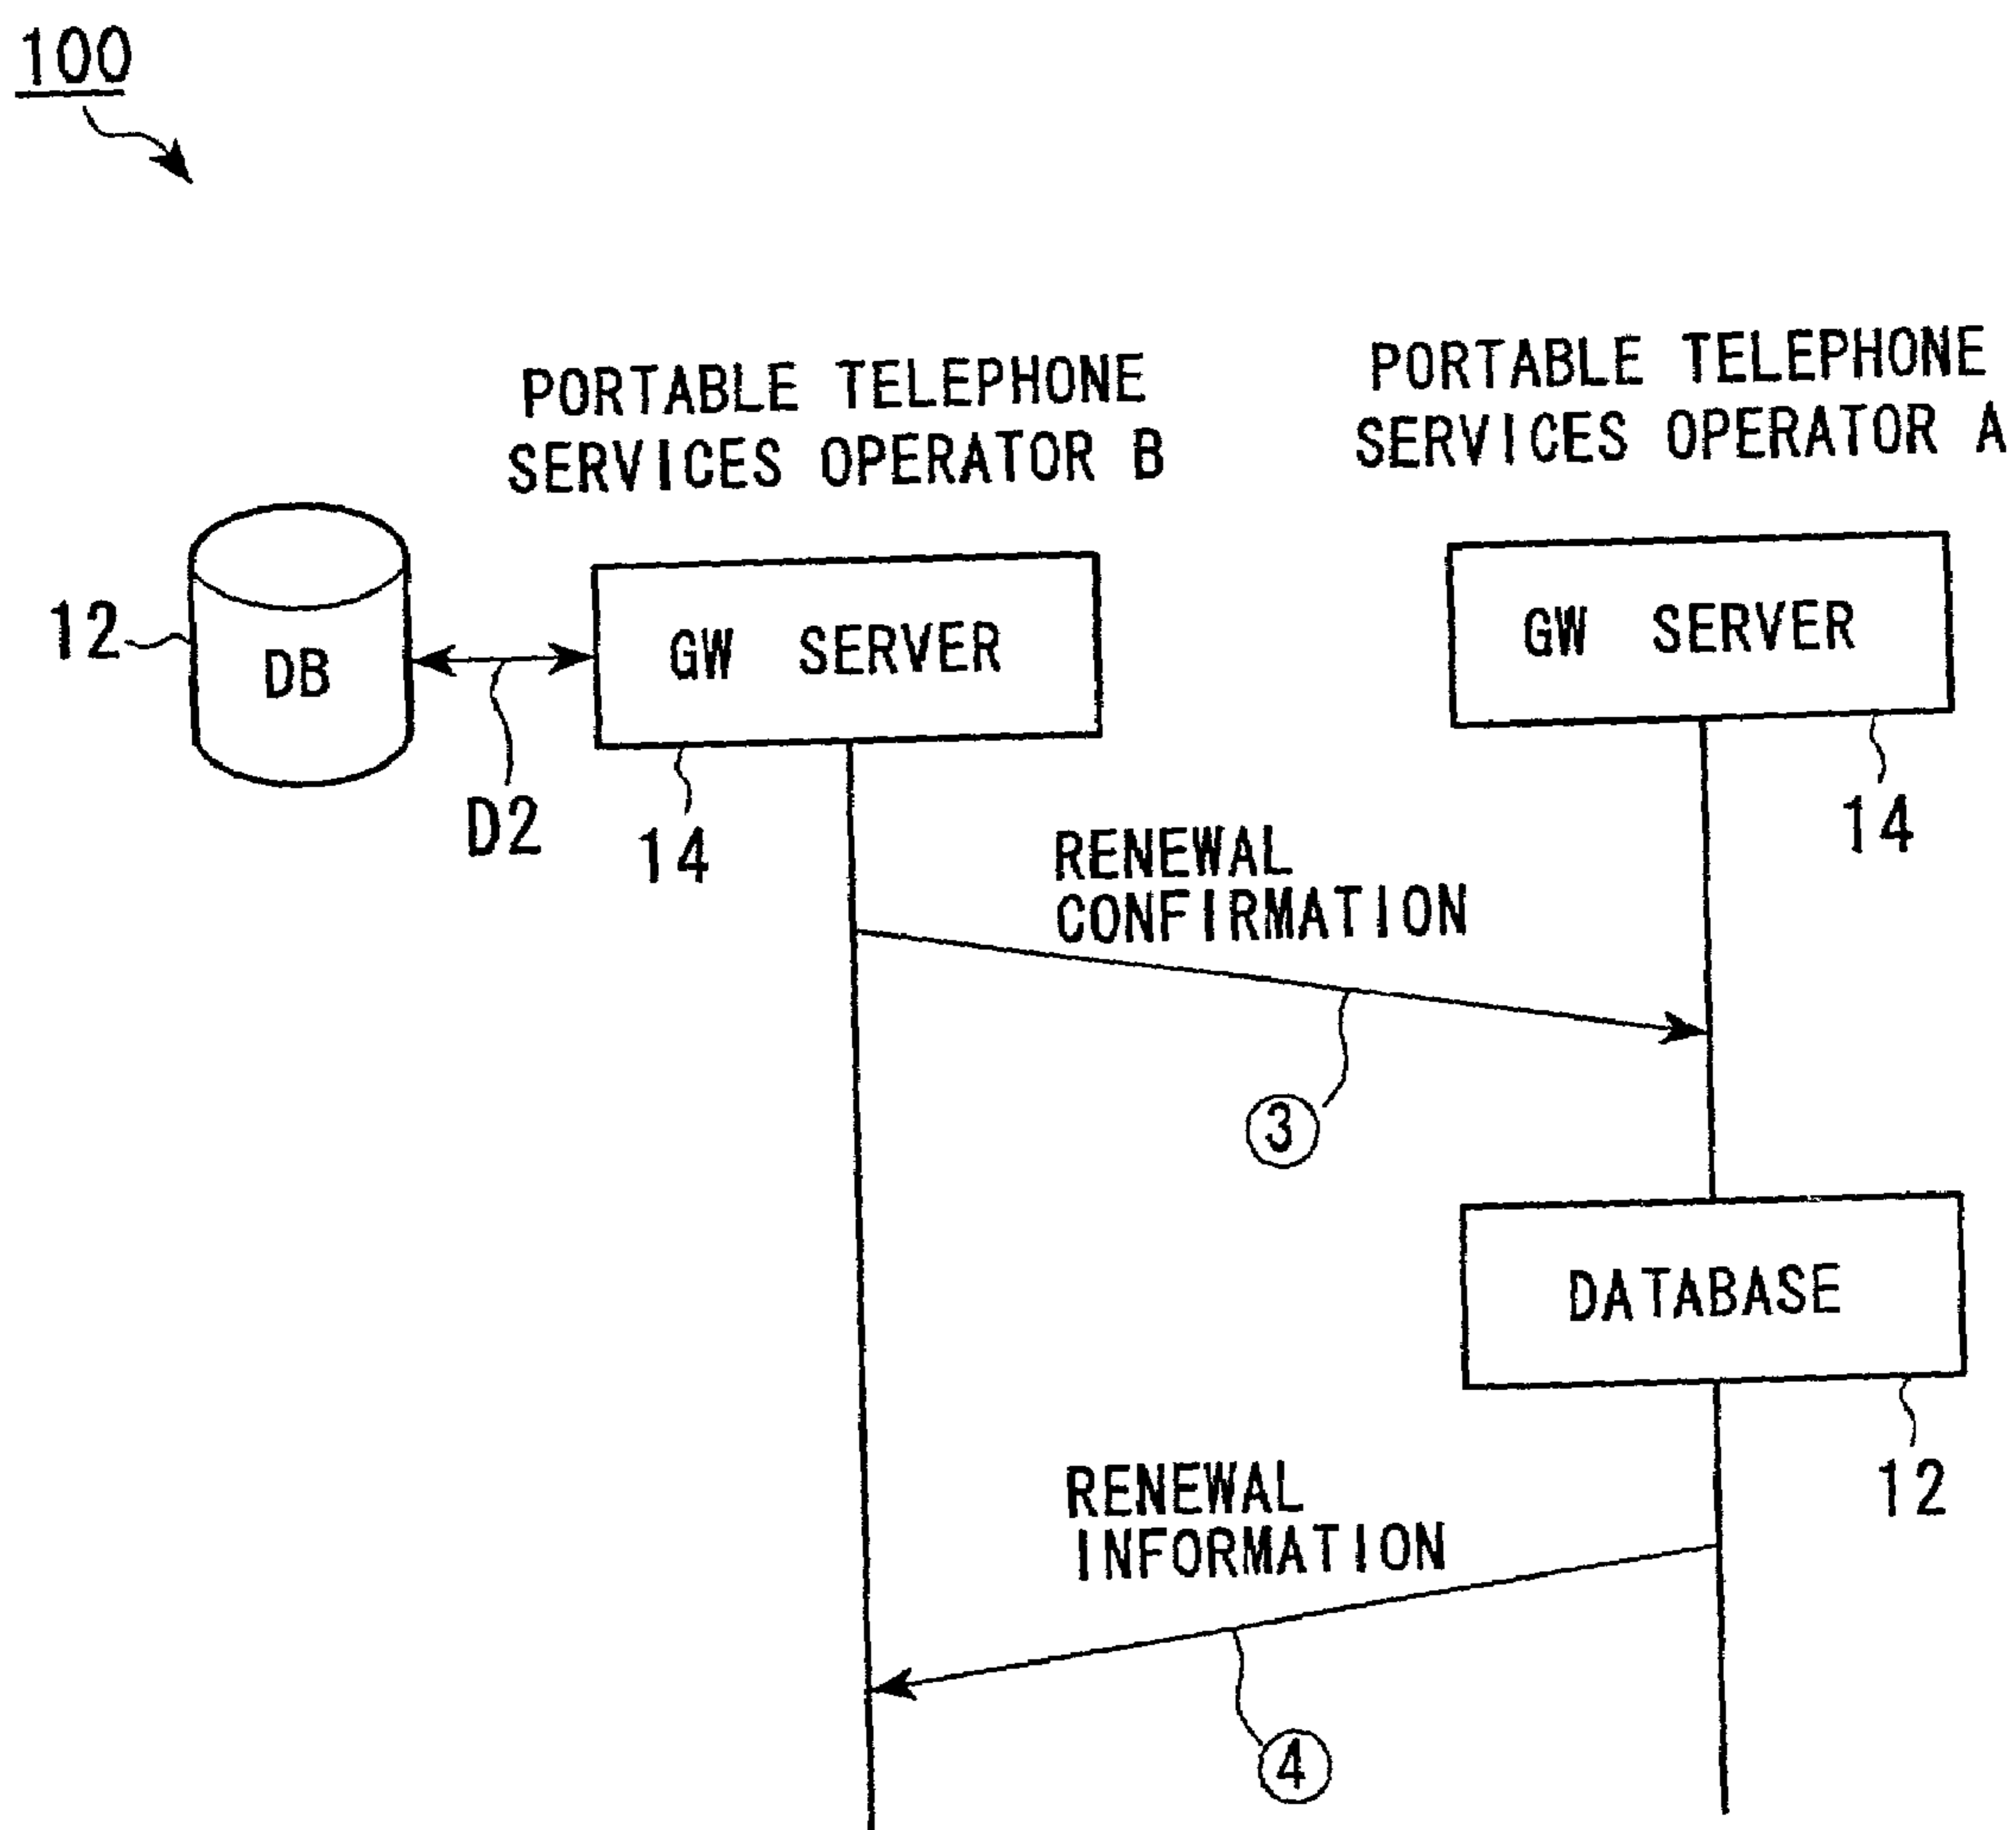 100
PORTABLE TELEPHONE
SERVICES OPERATOR B
PORTABLE TELEPHONE
SERVICES OPERATOR A
12
DB
GW SERVER
GW SERVER
D2
14
14
RENEWAL
CONFIRMATION
3
DATABASE
12
RENEWAL
INFORMATION
4